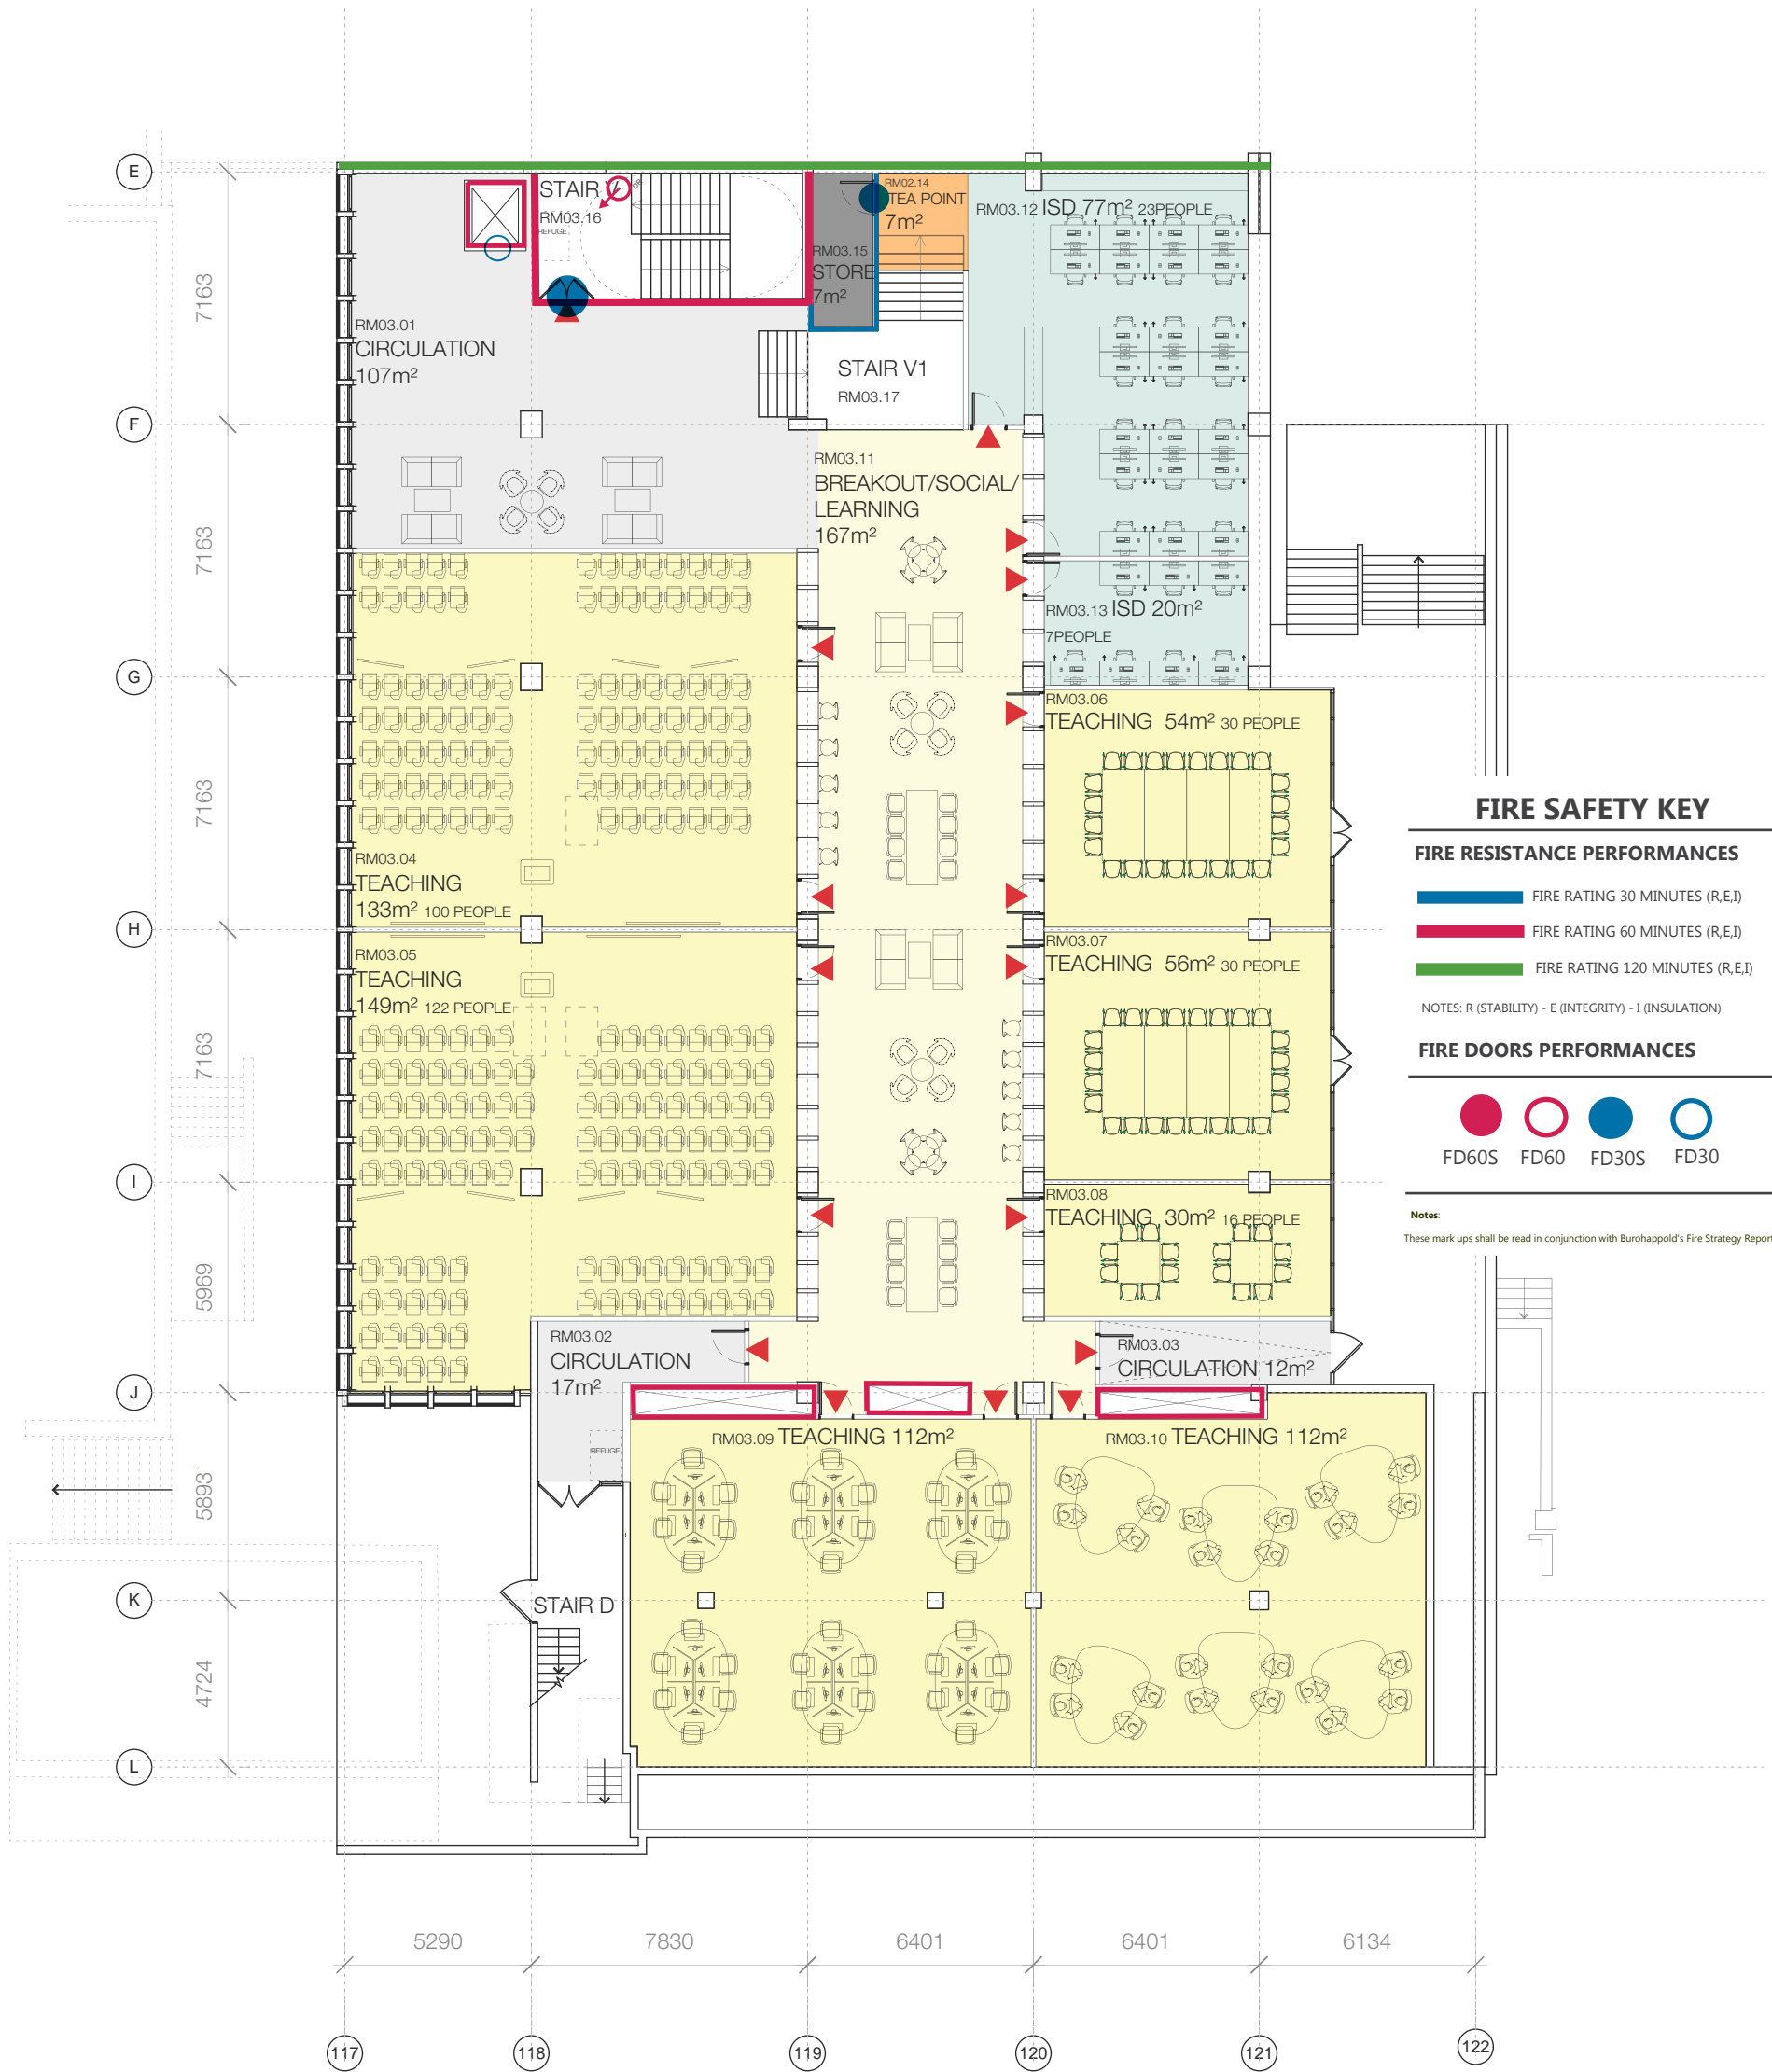 E
STAIR V
RM03.16
REFUGE
DR
RM02.14
TEA POINT
7m²
RM03.12 ISD 77m² 23PEOPLE
RM03.15
STORE
7m²
7163
RM03.01
CIRCULATION
107m²
STAIR V1
RM03.17
F
RM03.11
BREAKOUT/SOCIAL/
LEARNING
167m²
7163
RM03.13 ISD 20m²
7PEOPLE
G
RM03.06
TEACHING 54m² 30 PEOPLE
7163
RM03.04
TEACHING
133m² 100 PEOPLE
H
RM03.05
TEACHING
149m² 122 PEOPLE
RM03.07
TEACHING 56m² 30 PEOPLE
7163
I
RM03.08
TEACHING 30m² 16 PEOPLE
5969
RM03.02
CIRCULATION
17m²
RM03.03
CIRCULATION 12m²
J
RM03.09 TEACHING 112m²
RM03.10 TEACHING 112m²
REFUGE
5893
K
STAIR D
4724
L
5290
7830
6401
6401
6134
117
118
119
120
121
122
FIRE SAFETY KEY
FIRE RESISTANCE PERFORMANCES
FIRE RATING 30 MINUTES (R,E,I)
FIRE RATING 60 MINUTES (R,E,I)
FIRE RATING 120 MINUTES (R,E,I)
NOTES: R (STABILITY) - E (INTEGRITY) - I (INSULATION)
FIRE DOORS PERFORMANCES
FD60S
FD60
FD30S
FD30
Notes:
These mark ups shall be read in conjunction with Burohappold's Fire Strategy Report